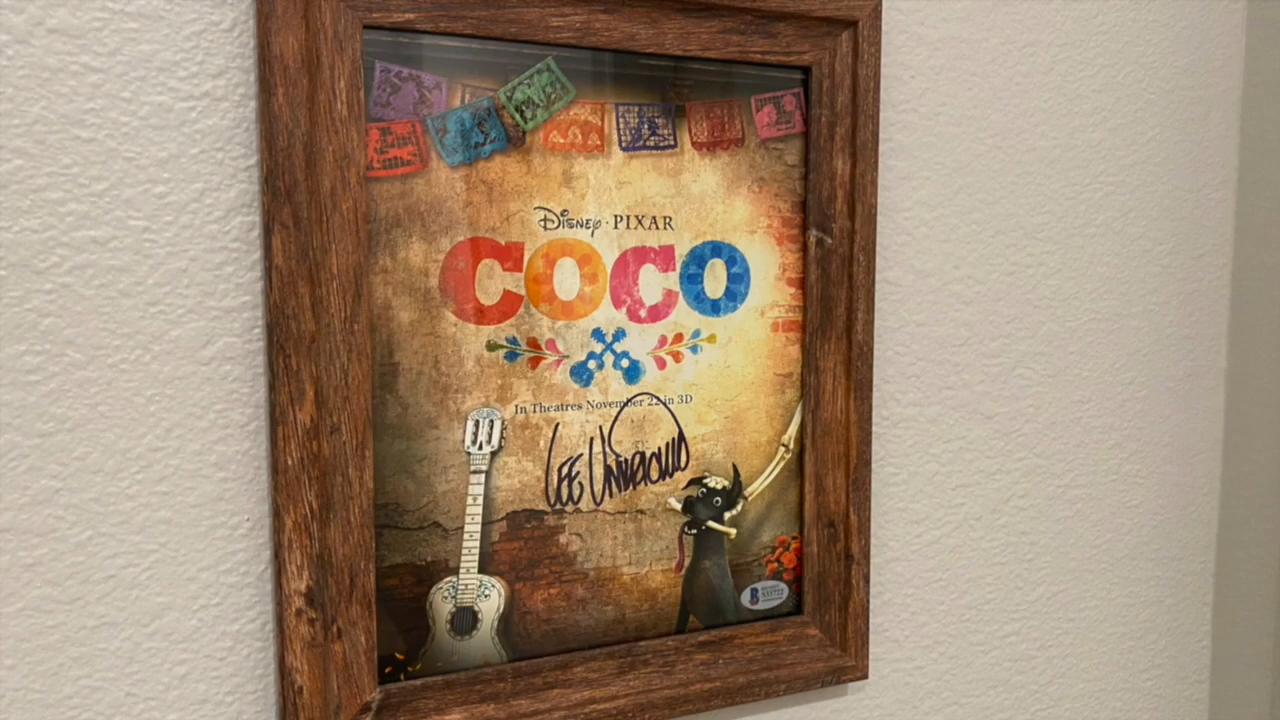 Disney · PIXAR
COCO
In Theatres November 22 in 3D
LEE UNKRICH
B